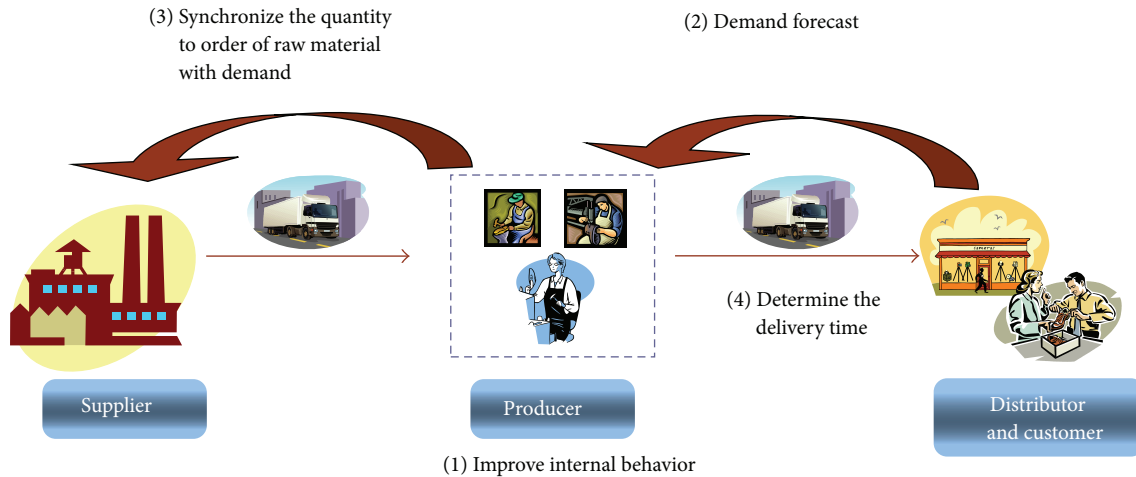 (3) Synchronize the quantity
to order of raw material
with demand
(2) Demand forecast
(4) Determine the
delivery time
Supplier
Producer
Distributor
and customer
(1) Improve internal behavior